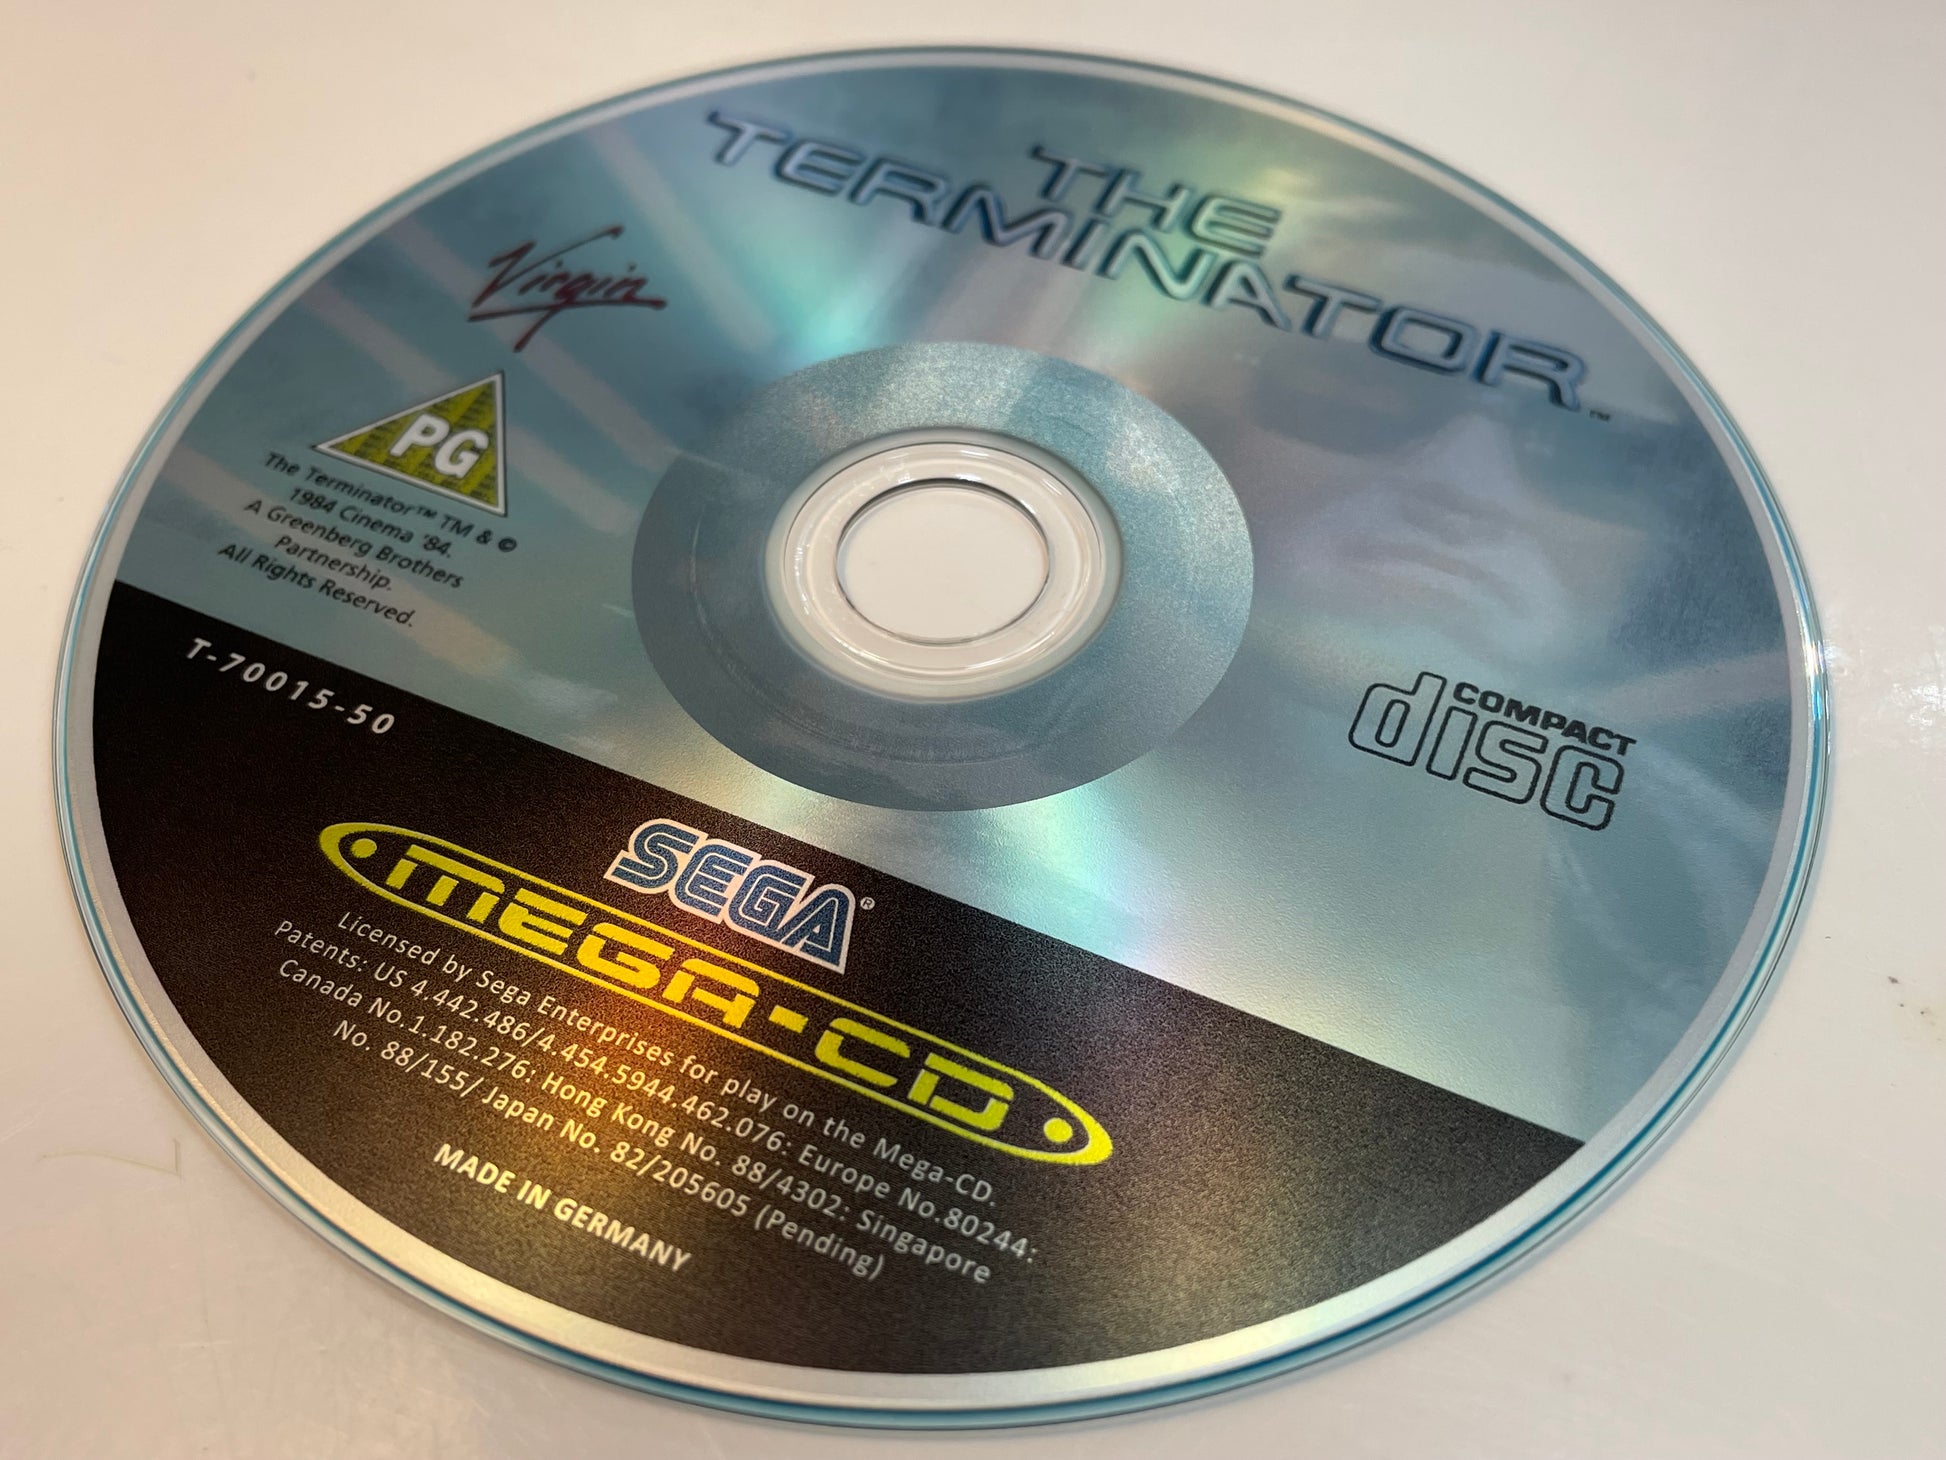 THE
TERMINATOR™
Virgin
PG
The Terminator™ TM & ©
1984 Cinema '84.
A Greenberg Brothers
Partnership.
All Rights Reserved.
COMPACT
disc
T-70015-50
SEGA®
MEGA-CD
Licensed by Sega Enterprises for play on the Mega-CD.
Patents: US 4.442.486/4.454.5944.462.076: Europe No.80244:
Canada No.1.182.276: Hong Kong No. 88/4302: Singapore
No. 88/155/ Japan No. 82/205605 (Pending)
MADE IN GERMANY